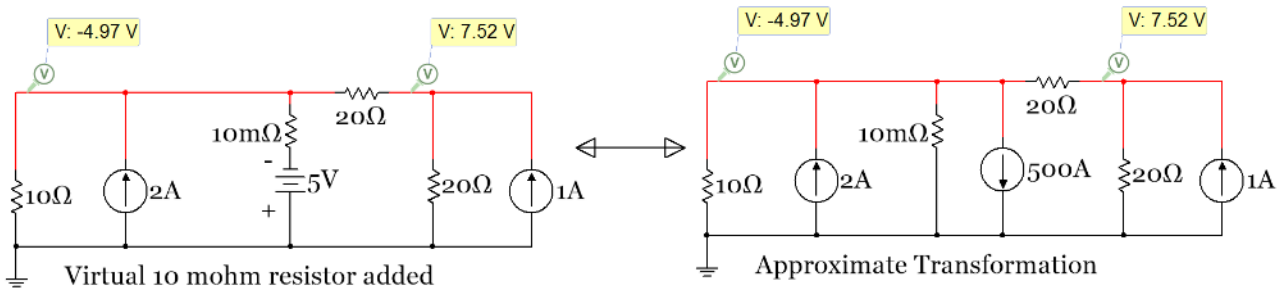 V: -4.97 V
V: 7.52 V
V
V
10mΩ
20Ω
-
5V
+
10Ω
2A
20Ω
1A
Virtual 10 mohm resistor added
V: -4.97 V
V: 7.52 V
V
V
20Ω
10mΩ
10Ω
2A
500A
20Ω
1A
Approximate Transformation